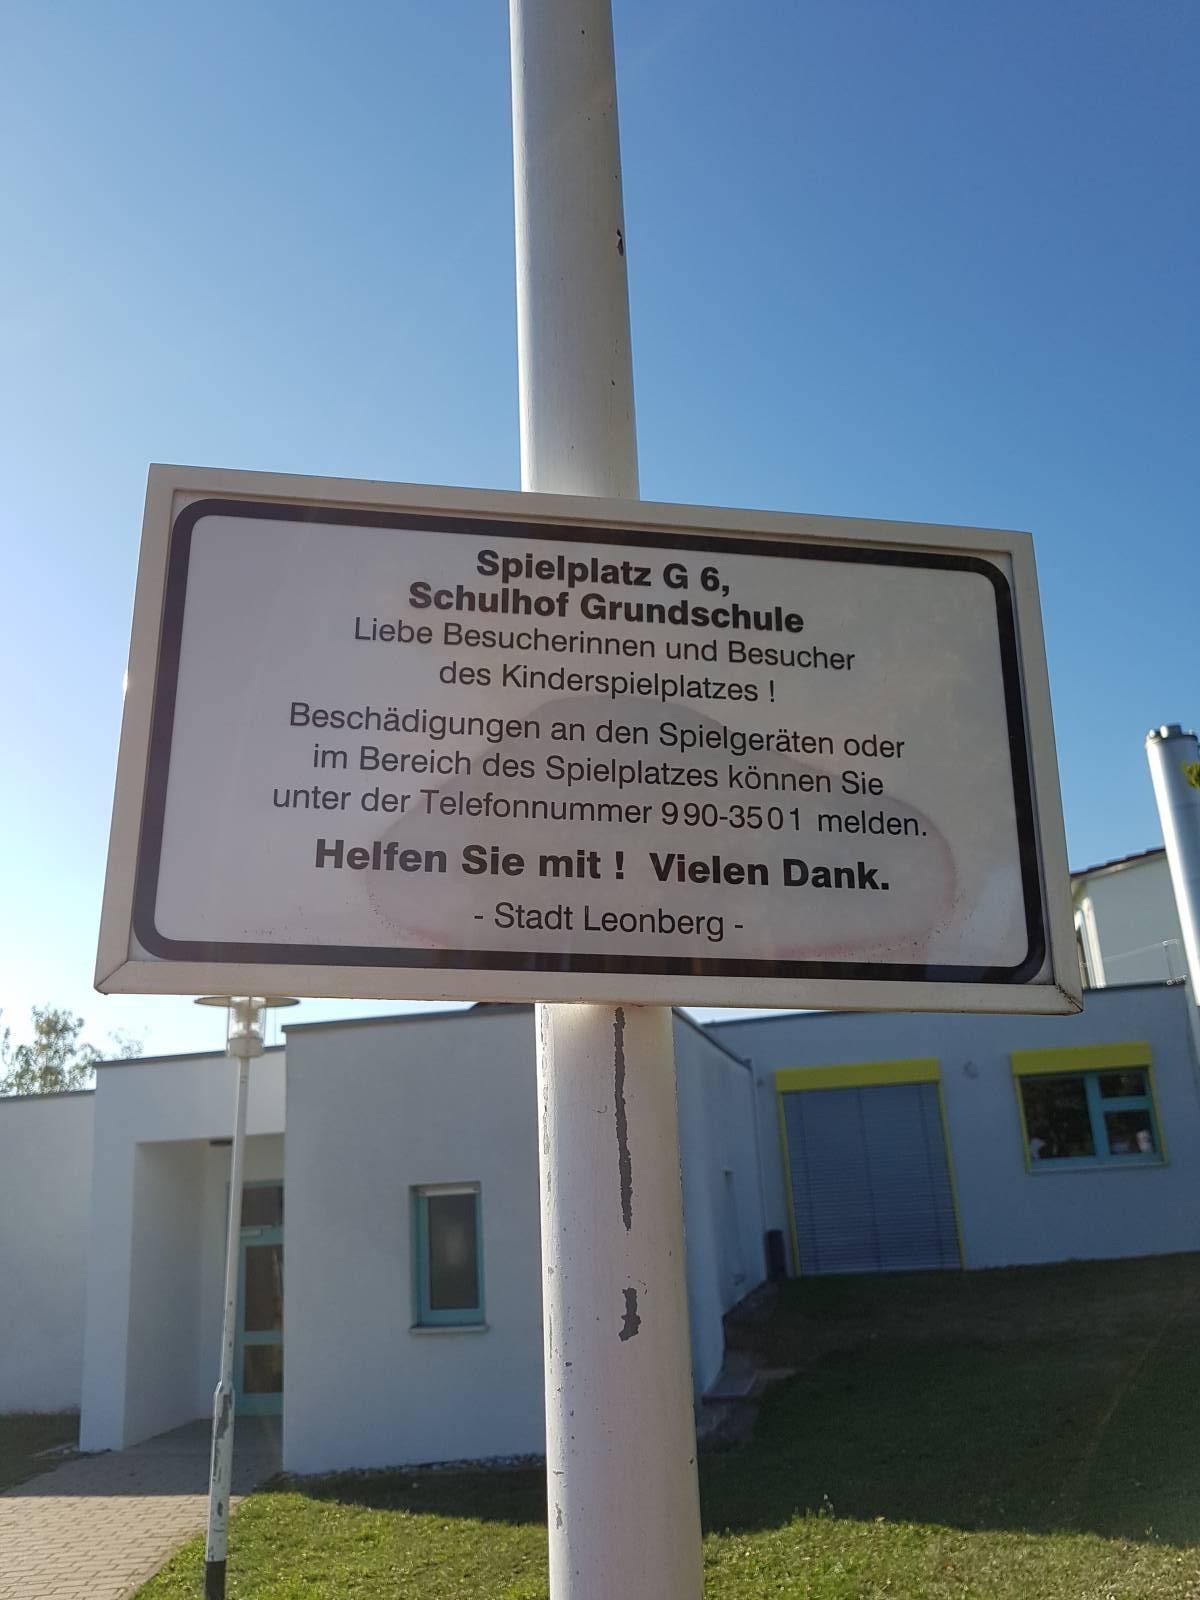 Spielplatz G 6,
Schulhof Grundschule
Liebe Besucherinnen und Besucher
des Kinderspielplatzes !
Beschädigungen an den Spielgeräten oder
im Bereich des Spielplatzes können Sie
unter der Telefonnummer 990-3501 melden.
Helfen Sie mit ! Vielen Dank.
- Stadt Leonberg -